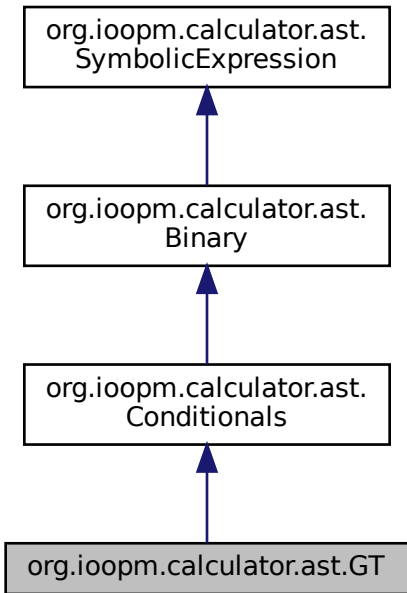 org.ioopm.calculator.ast.
SymbolicExpression
org.ioopm.calculator.ast.
Binary
org.ioopm.calculator.ast.
Conditionals
org.ioopm.calculator.ast.GT